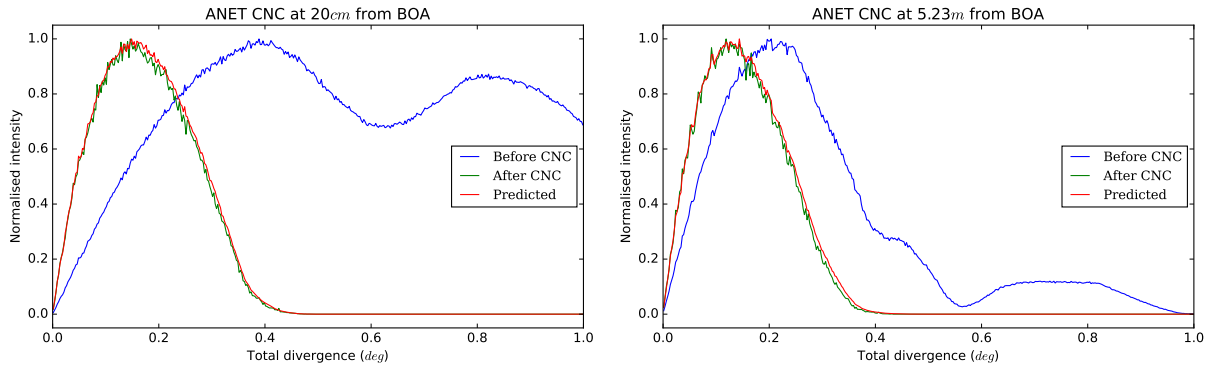 ANET CNC at 20cm from BOA
Normalised intensity
1.0
0.8
0.6
0.4
0.2
0.0
Before CNC
After CNC
Predicted
0.0 0.2 0.4 0.6 0.8 1.0
Total divergence (deg)
ANET CNC at 5.23m from BOA
Normalised intensity
1.0
0.8
0.6
0.4
0.2
0.0
Before CNC
After CNC
Predicted
0.0 0.2 0.4 0.6 0.8 1.0
Total divergence (deg)